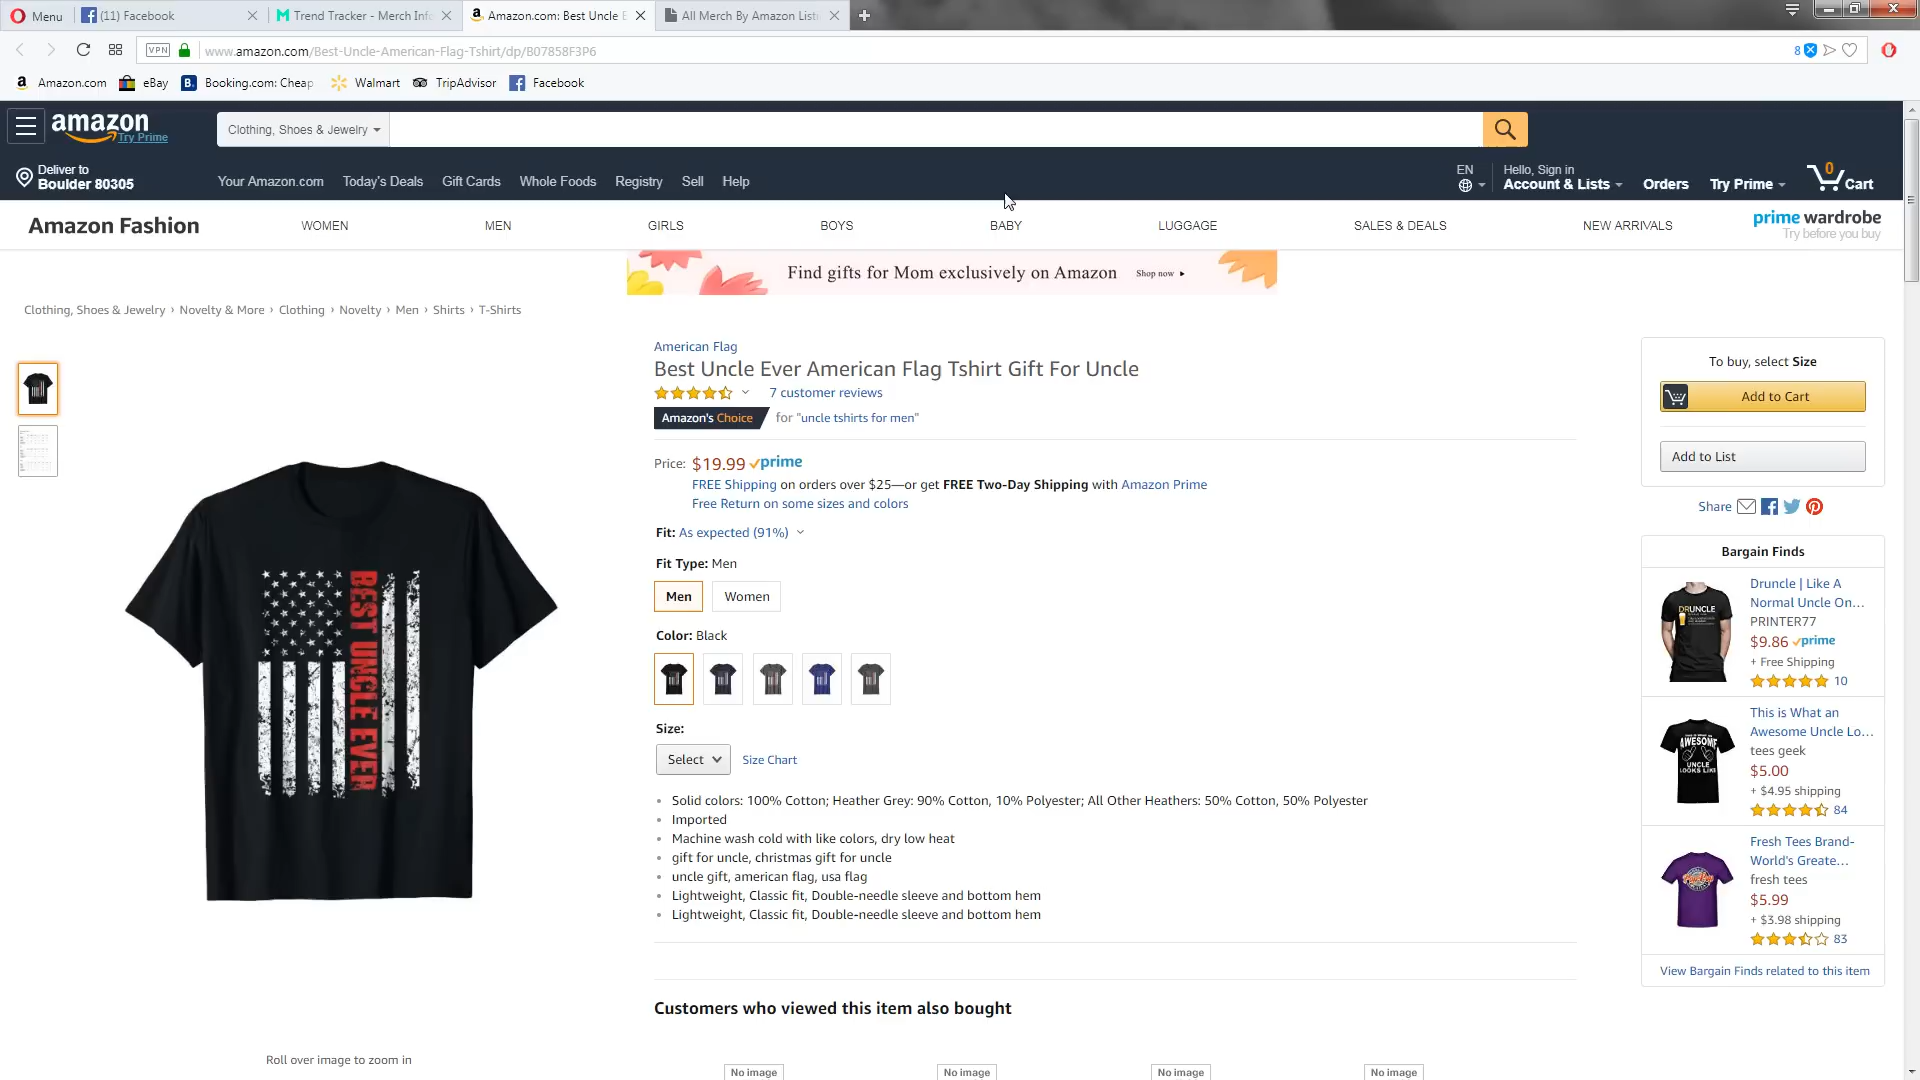 Menu
(11) Facebook
Trend Tracker - Merch Info
Amazon.com: Best Uncle E
All Merch By Amazon Listi
VPN
www.amazon.com/Best-Uncle-American-Flag-Tshirt/dp/B07858F3P6
8
Amazon.com
eBay
Booking.com: Cheap
Walmart
TripAdvisor
Facebook
amazon
Try Prime
Clothing, Shoes & Jewelry
Deliver to
Boulder 80305
Your Amazon.com
Today's Deals
Gift Cards
Whole Foods
Registry
Sell
Help
EN
Hello, Sign in
Account & Lists
Orders
Try Prime
0
Cart
Amazon Fashion
WOMEN
MEN
GIRLS
BOYS
BABY
LUGGAGE
SALES & DEALS
NEW ARRIVALS
prime wardrobe
Try before you buy
Find gifts for Mom exclusively on Amazon Shop now ▸
Clothing, Shoes & Jewelry › Novelty & More › Clothing › Novelty › Men › Shirts › T-Shirts
American Flag
Best Uncle Ever American Flag Tshirt Gift For Uncle
7 customer reviews
Amazon's Choice for "uncle tshirts for men"
Price: $19.99 prime
FREE Shipping on orders over $25—or get FREE Two-Day Shipping with Amazon Prime
Free Return on some sizes and colors
Fit: As expected (91%)
Fit Type: Men
Men
Women
Color: Black
Size:
Select
Size Chart
Solid colors: 100% Cotton; Heather Grey: 90% Cotton, 10% Polyester; All Other Heathers: 50% Cotton, 50% Polyester
Imported
Machine wash cold with like colors, dry low heat
gift for uncle, christmas gift for uncle
uncle gift, american flag, usa flag
Lightweight, Classic fit, Double-needle sleeve and bottom hem
Lightweight, Classic fit, Double-needle sleeve and bottom hem
BEST UNCLE EVER
Roll over image to zoom in
Customers who viewed this item also bought
No image
No image
No image
No image
To buy, select Size
Add to Cart
Add to List
Share
Bargain Finds
DRUNCLE
Druncle | Like A
Normal Uncle On...
PRINTER77
$9.86 prime
+ Free Shipping
10
AWESOME
UNCLE
LOOKS LIKE
This is What an
Awesome Uncle Lo...
tees geek
$5.00
+ $4.95 shipping
84
Fresh Tees Brand-
World's Greate...
fresh tees
$5.99
+ $3.98 shipping
83
View Bargain Finds related to this item